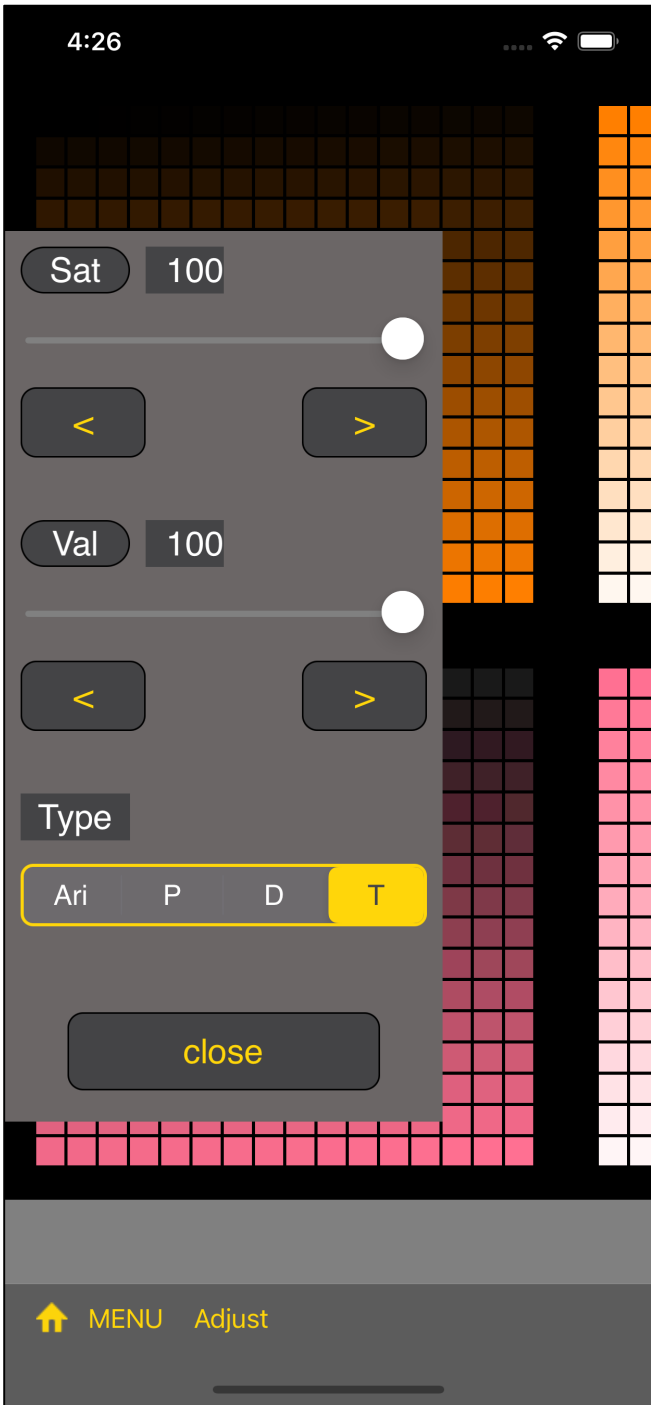 4:26
Sat 100
< >
Val 100
< >
Type
Ari P D T
close
MENU Adjust